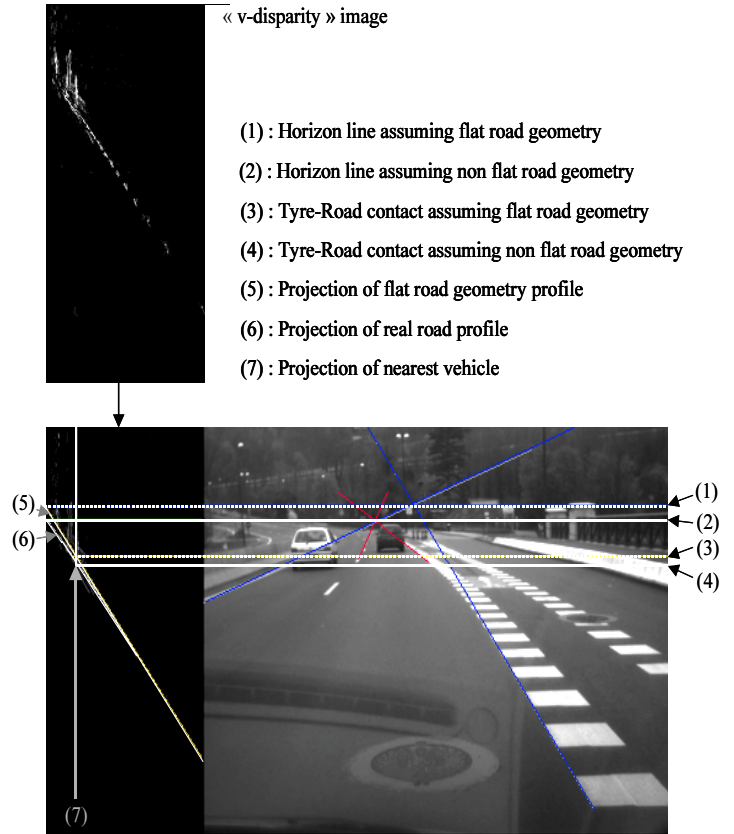 « v-disparity » image
(1) : Horizon line assuming flat road geometry
(2) : Horizon line assuming non flat road geometry
(3) : Tyre-Road contact assuming flat road geometry
(4) : Tyre-Road contact assuming non flat road geometry
(5) : Projection of flat road geometry profile
(6) : Projection of real road profile
(7) : Projection of nearest vehicle
(1)
(5)
(2)
(6)
(3)
(4)
(7)